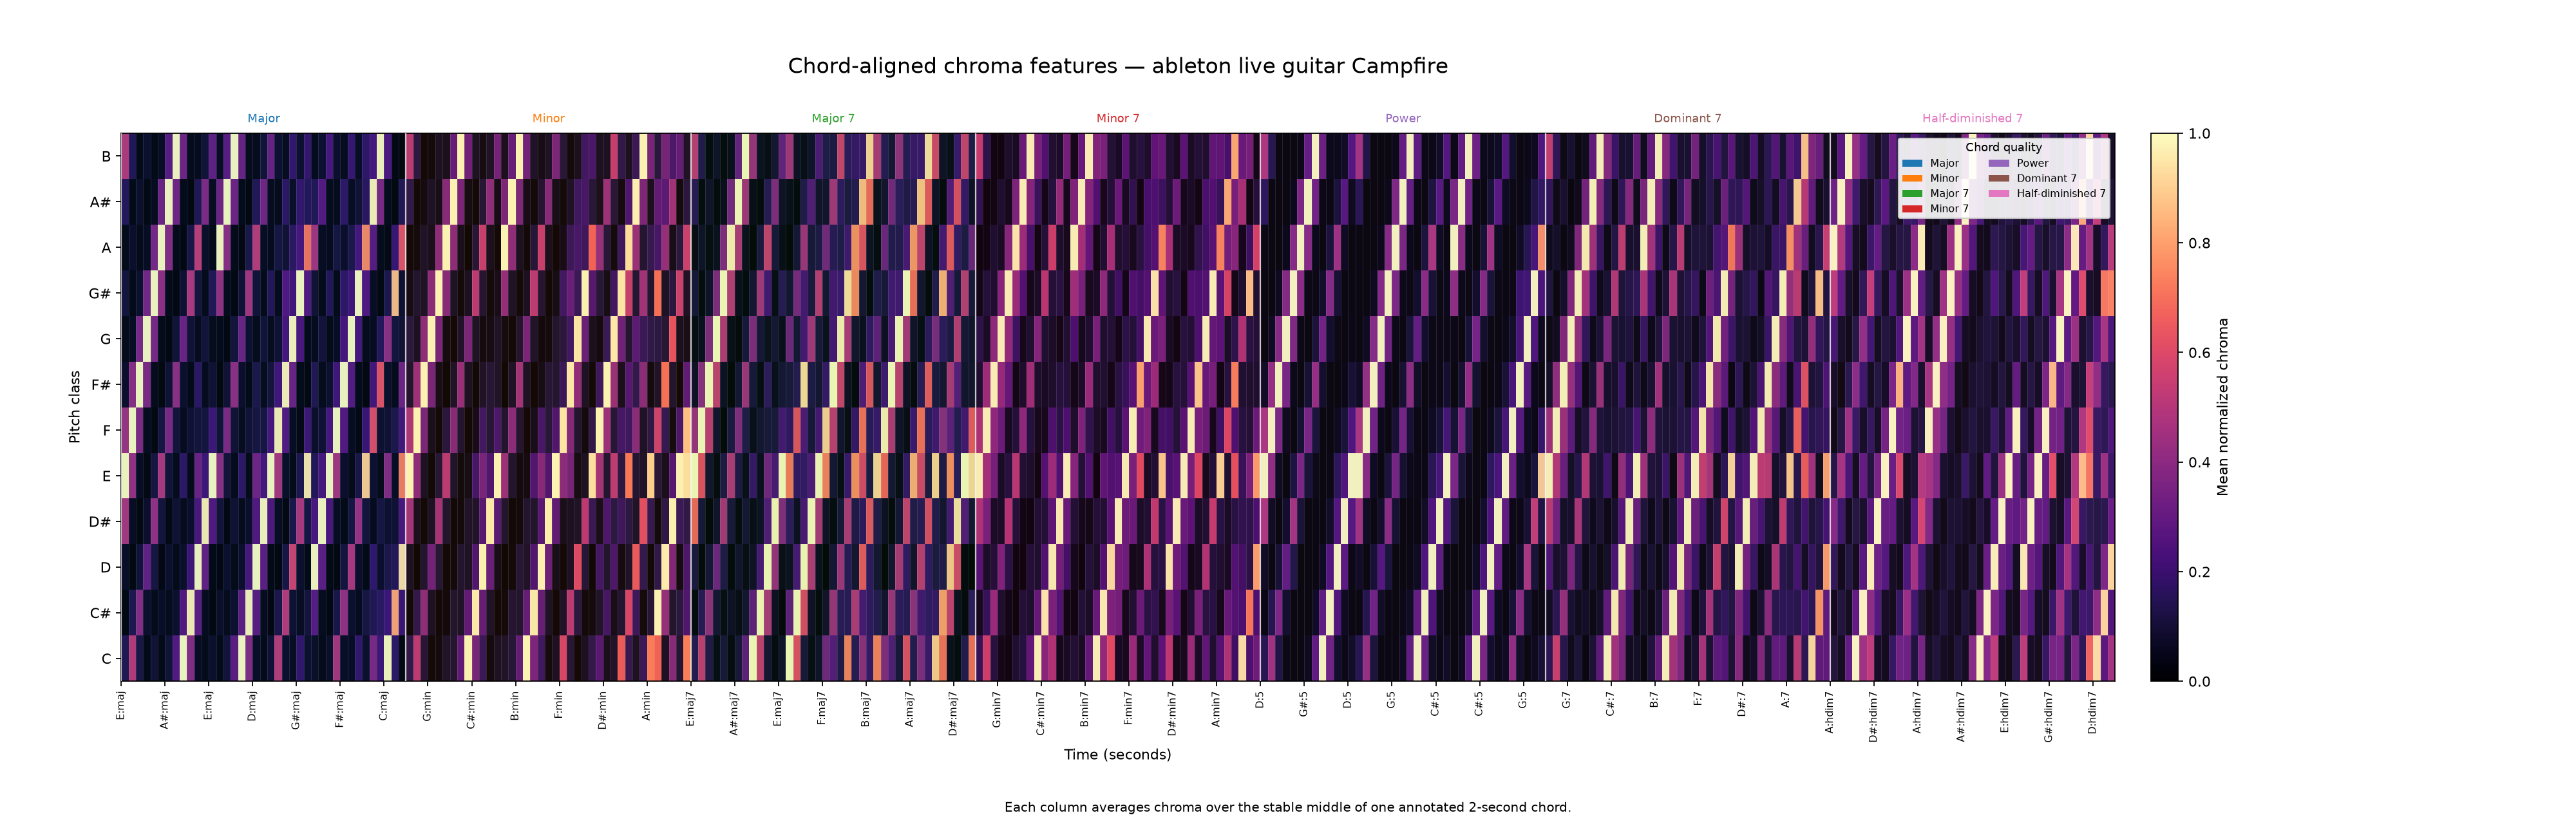 Chord-aligned chroma features — ableton live guitar Campfire
Major Minor Major 7 Minor 7 Power Dominant 7 Half-diminished 7
Chord quality
Major Power
Minor Dominant 7
Major 7 Half-diminished 7
Minor 7
Pitch class
B
A#
A
G#
G
F#
F
E
D#
D
C#
C
1.0
0.8
0.6
0.4
0.2
0.0
Mean normalized chroma
E:maj A#:maj E:maj D:maj G#:maj F#:maj C:maj G:min C#:min B:min F:min D#:min A:min E:maj7 A#:maj7 E:maj7 F:maj7 B:maj7 A:maj7 D#:maj7 G:min7 C#:min7 B:min7 F:min7 D#:min7 A:min7 D:5 G#:5 D:5 G:5 C#:5 C#:5 G:5 G:7 C#:7 B:7 F:7 D#:7 A:7 A:hdim7 D#:hdim7 A:hdim7 A#:hdim7 E:hdim7 G#:hdim7 D:hdim7
Time (seconds)
Each column averages chroma over the stable middle of one annotated 2-second chord.